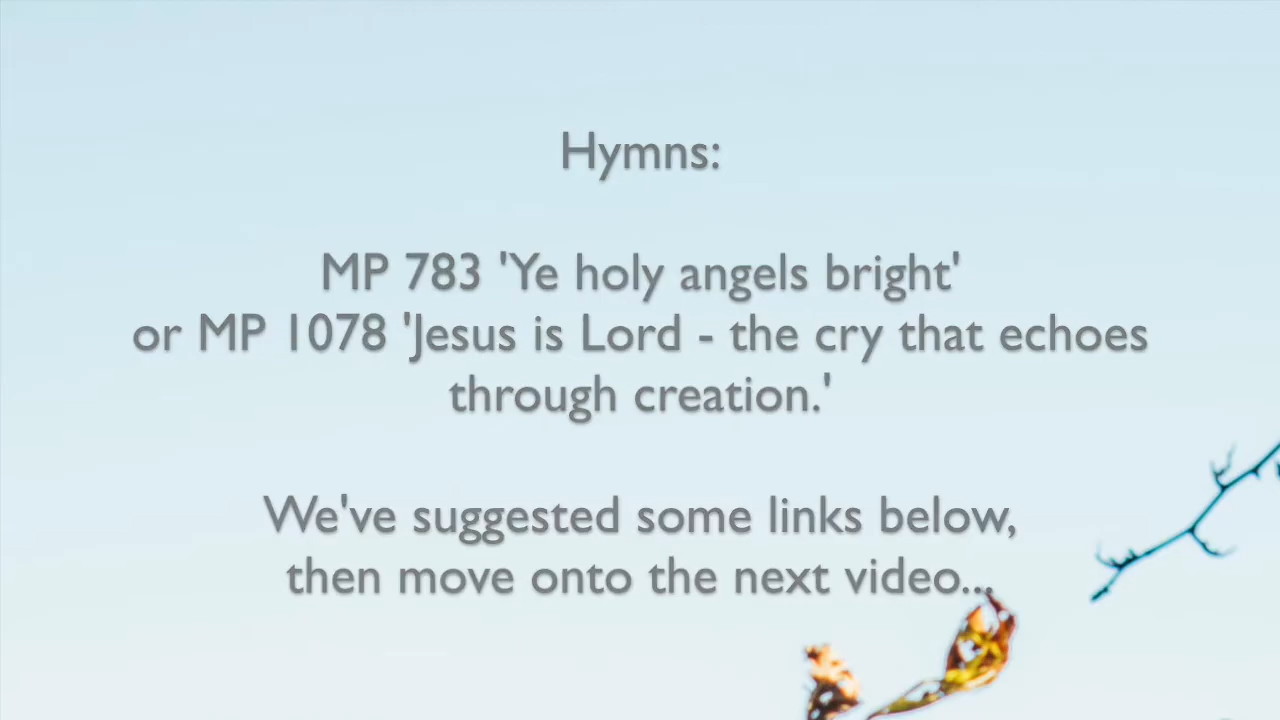 Hymns:
MP 783 'Ye holy angels bright'
or MP 1078 'Jesus is Lord - the cry that echoes
through creation.'
We've suggested some links below,
then move onto the next video...